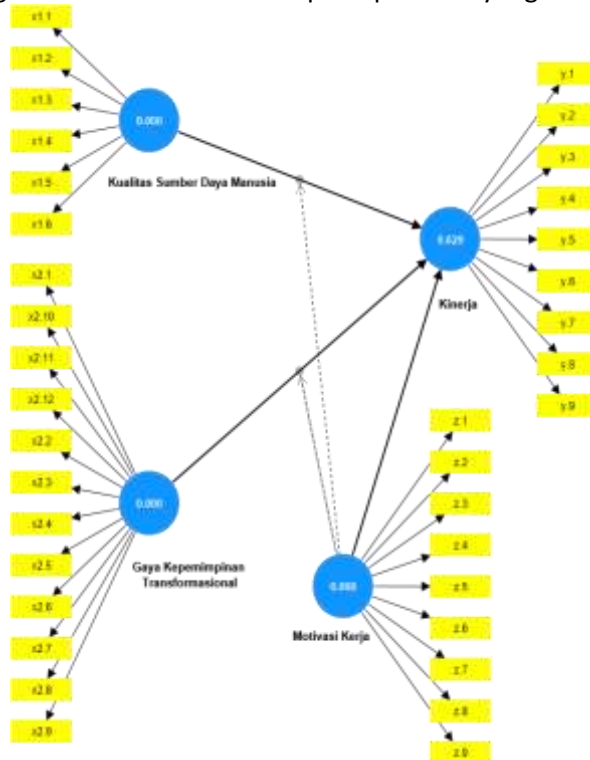 x1.1
x1.2
x1.3
x1.4
x1.5
x1.6
0.000
Kualitas Sumber Daya Manusia
x2.1
x2.10
x2.11
x2.12
x2.2
x2.3
x2.4
x2.5
x2.6
x2.7
x2.8
x2.9
0.000
Gaya Kepemimpinan
Transformasional
y.1
y.2
y.3
y.4
y.5
y.6
y.7
y.8
y.9
Kinerja
z.1
z.2
z.3
z.4
z.5
z.6
z.7
z.8
z.9
0.000
Motivasi Kerja